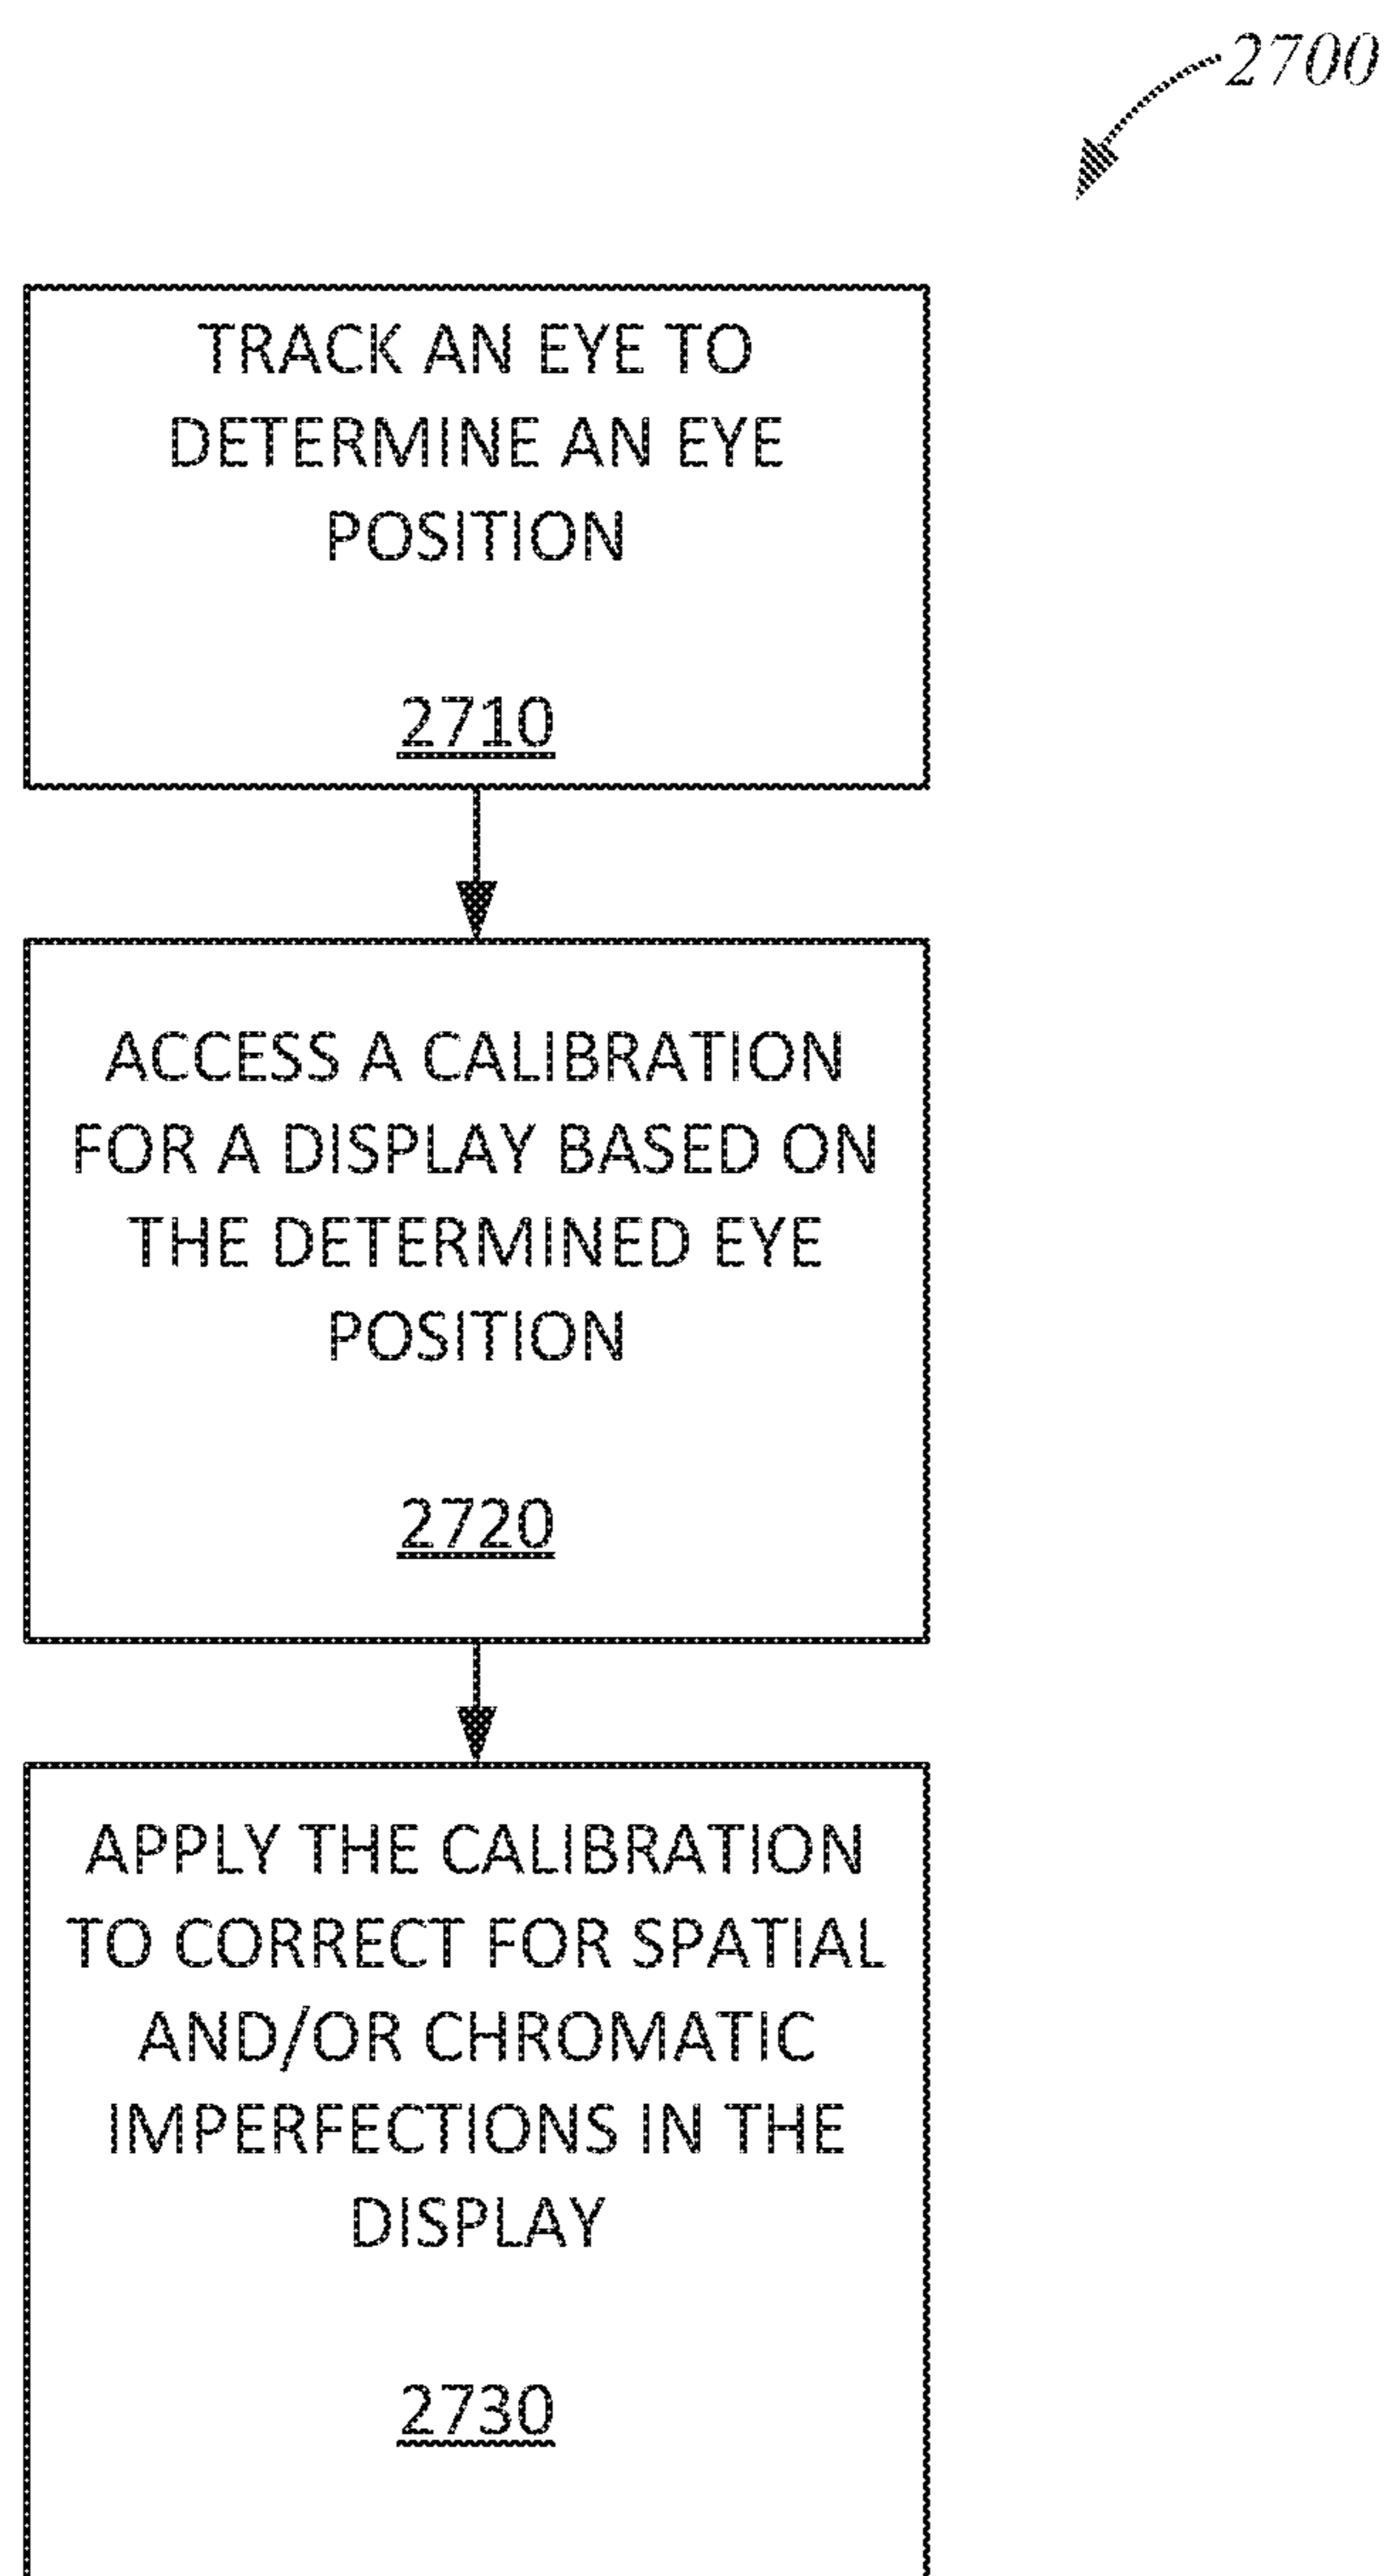 2700
TRACK AN EYE TO
DETERMINE AN EYE
POSITION
2710
ACCESS A CALIBRATION
FOR A DISPLAY BASED ON
THE DETERMINED EYE
POSITION
2720
APPLY THE CALIBRATION
TO CORRECT FOR SPATIAL
AND/OR CHROMATIC
IMPERFECTIONS IN THE
DISPLAY
2730